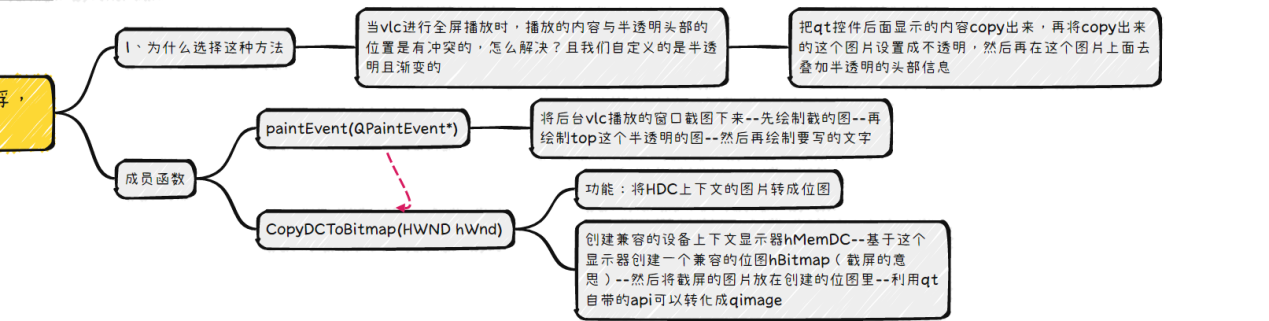 浮，
1、为什么选择这种方法
当vlc进行全屏播放时，播放的内容与半透明头部的
位置是有冲突的，怎么解决？且我们自定义的是半透
明且渐变的
把qt控件后面显示的内容copy出来，再将copy出来
的这个图片设置成不透明，然后再在这个图片上面去
叠加半透明的头部信息
成员函数
paintEvent(QPaintEvent*)
将后台vlc播放的窗口截图下来--先绘制截的图--再
绘制top这个半透明的图--然后再绘制要写的文字
CopyDCToBitmap(HWND hWnd)
功能：将HDC上下文的图片转成位图
创建兼容的设备上下文显示器hMemDC--基于这个
显示器创建一个兼容的位图hBitmap（截屏的意
思）--然后将截屏的图片放在创建的位图里--利用qt
自带的api可以转化成qimage